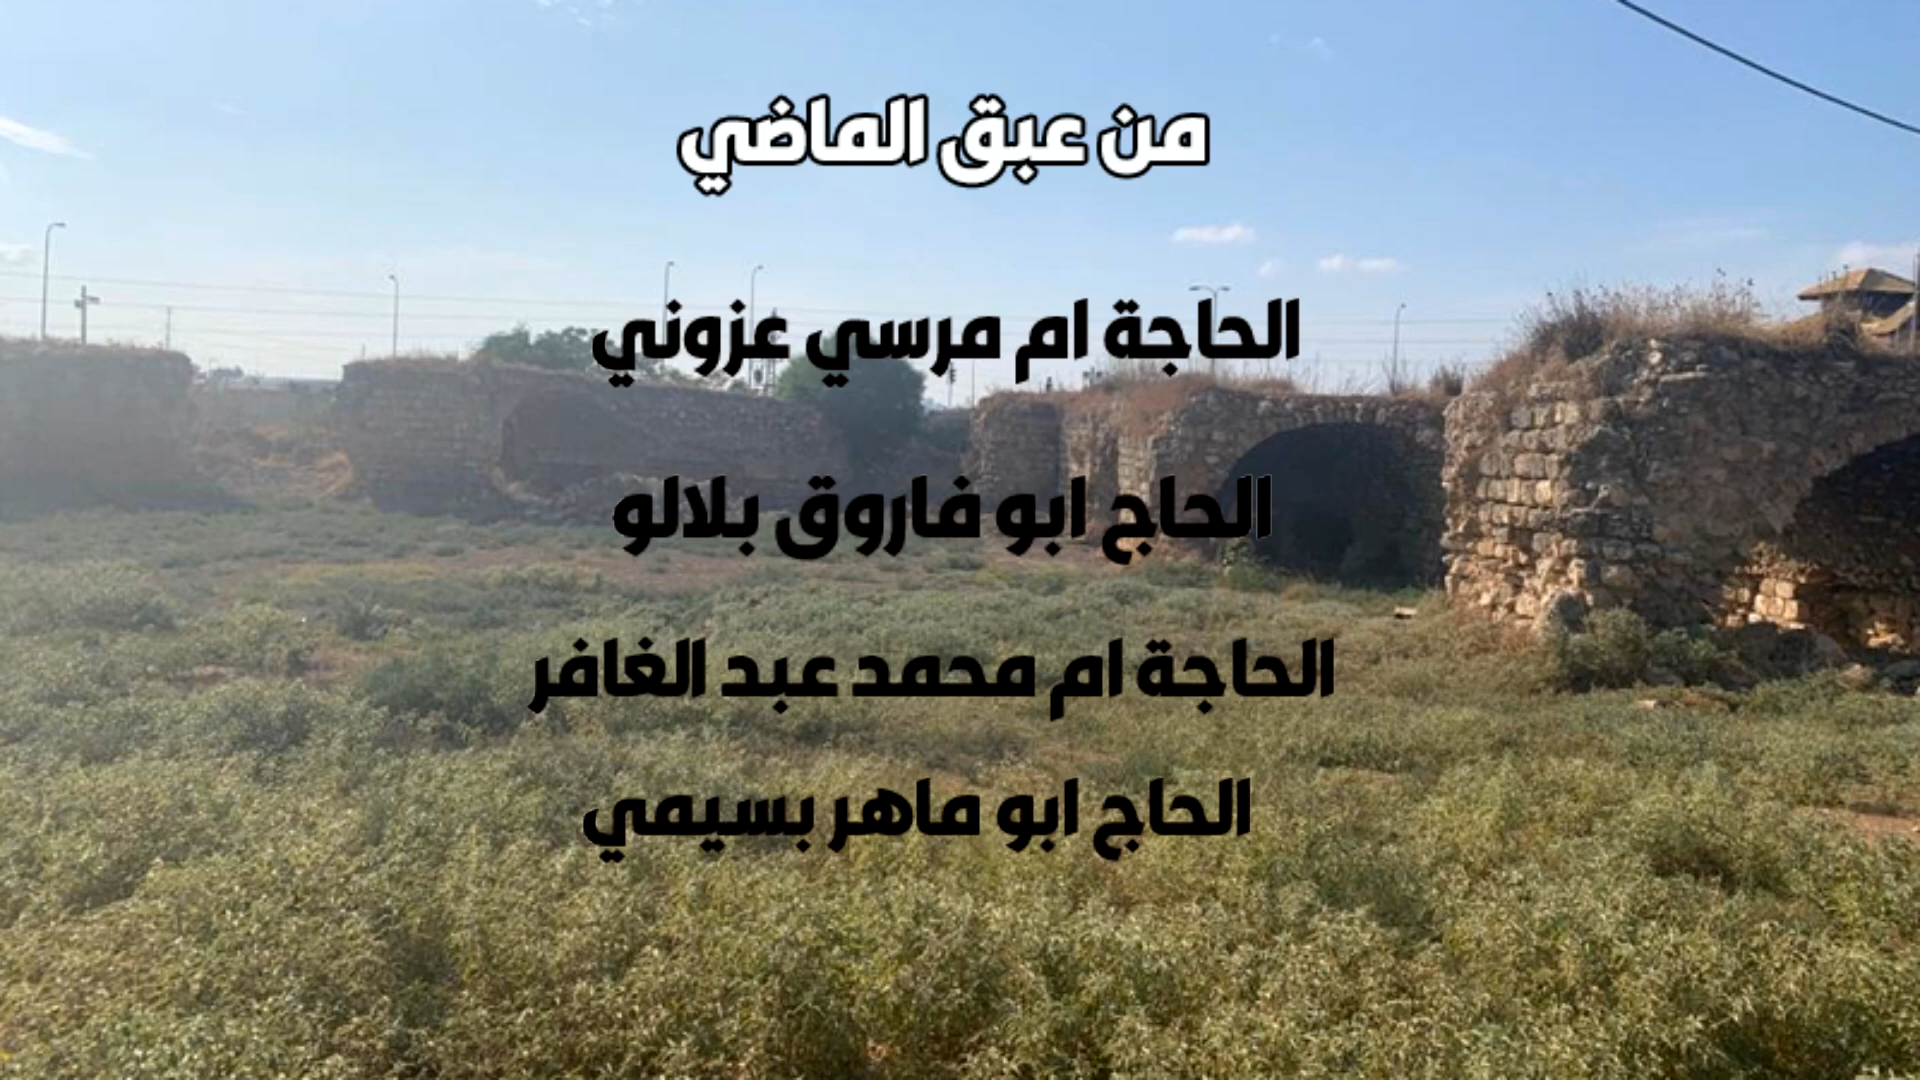 من عبق الماضي
الحاجة ام مرسي عزوني
الحاج ابو فاروق بلالو
الحاجة ام محمد عبد الغافر
الحاج ابو ماهر بسيمي